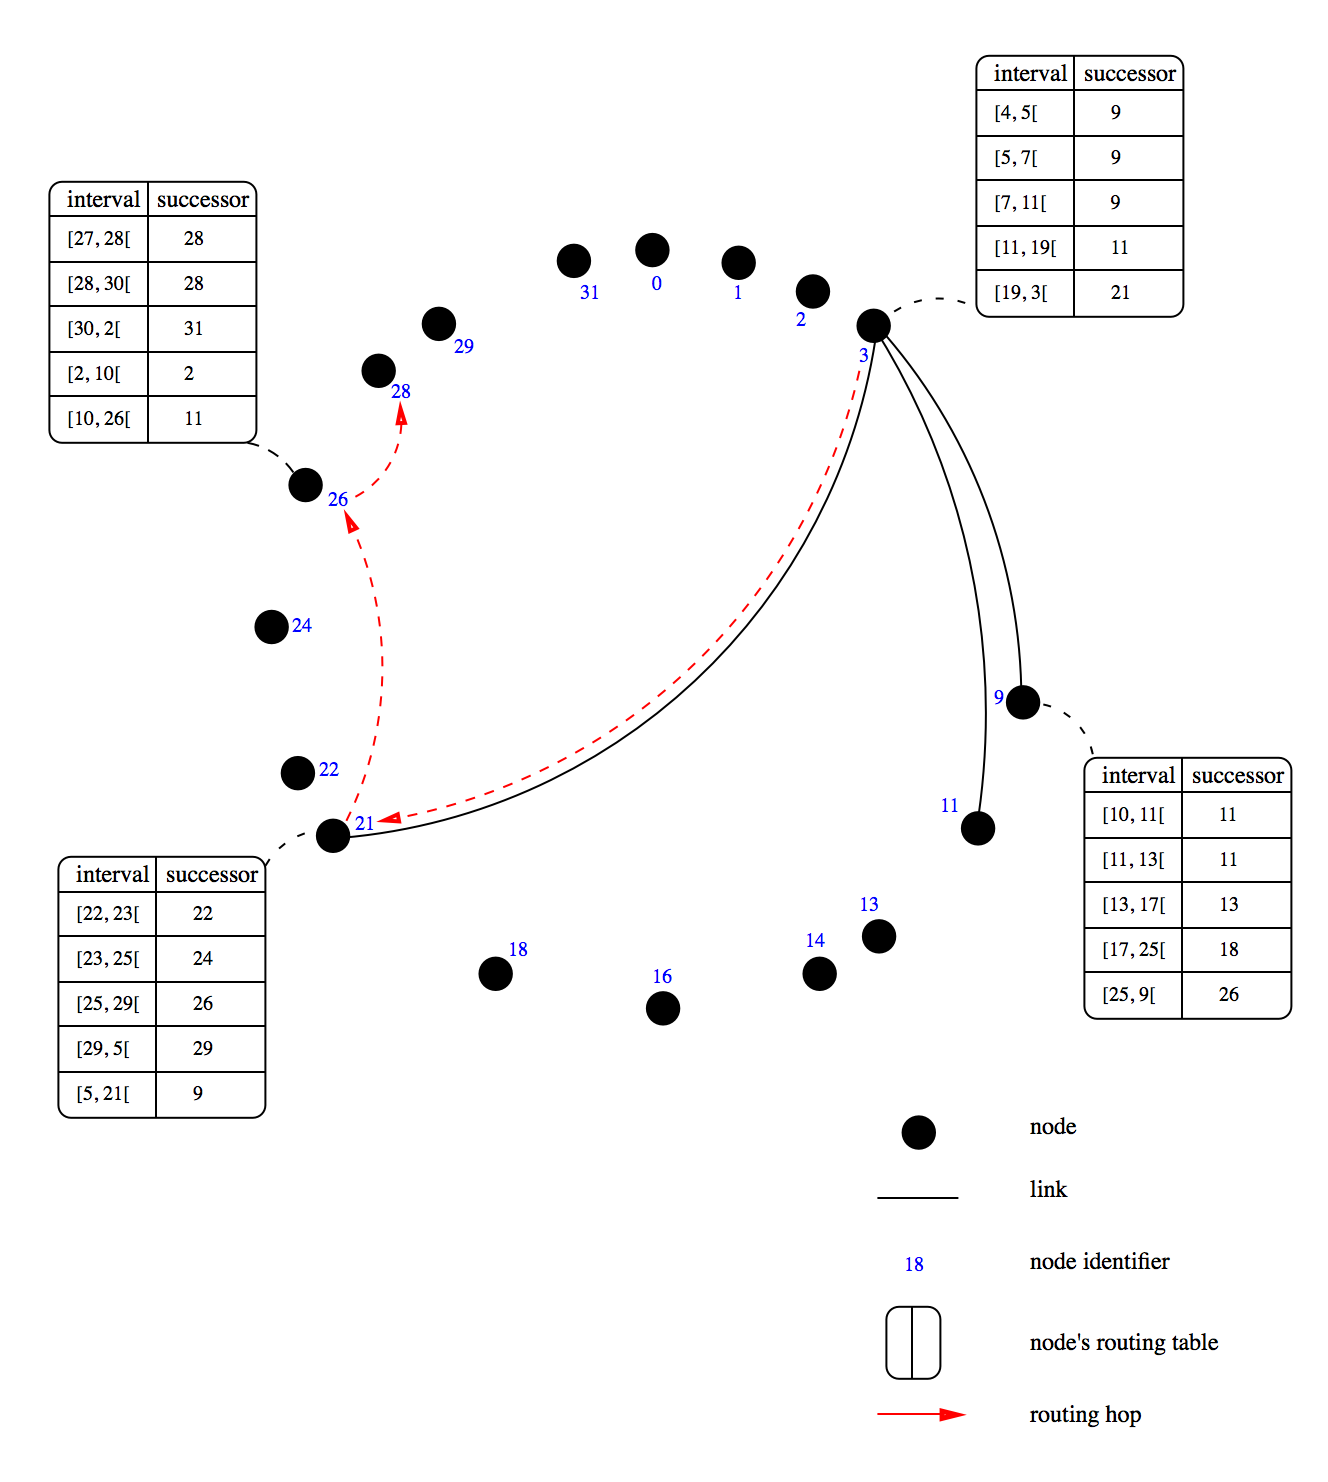 interval successor
[4, 5[ 9
[5, 7[ 9
[7, 11[ 9
[11, 19[ 11
[19, 3[ 21
interval successor
[27, 28[ 28
[28, 30[ 28
[30, 2[ 31
[2, 10[ 2
[10, 26[ 11
31
0
1
2
3
29
28
26
24
22
21
9
11
13
14
16
18
interval successor
[10, 11[ 11
[11, 13[ 11
[13, 17[ 13
[17, 25[ 18
[25, 9[ 26
interval successor
[22, 23[ 22
[23, 25[ 24
[25, 29[ 26
[29, 5[ 29
[5, 21[ 9
node
link
18 node identifier
node's routing table
routing hop